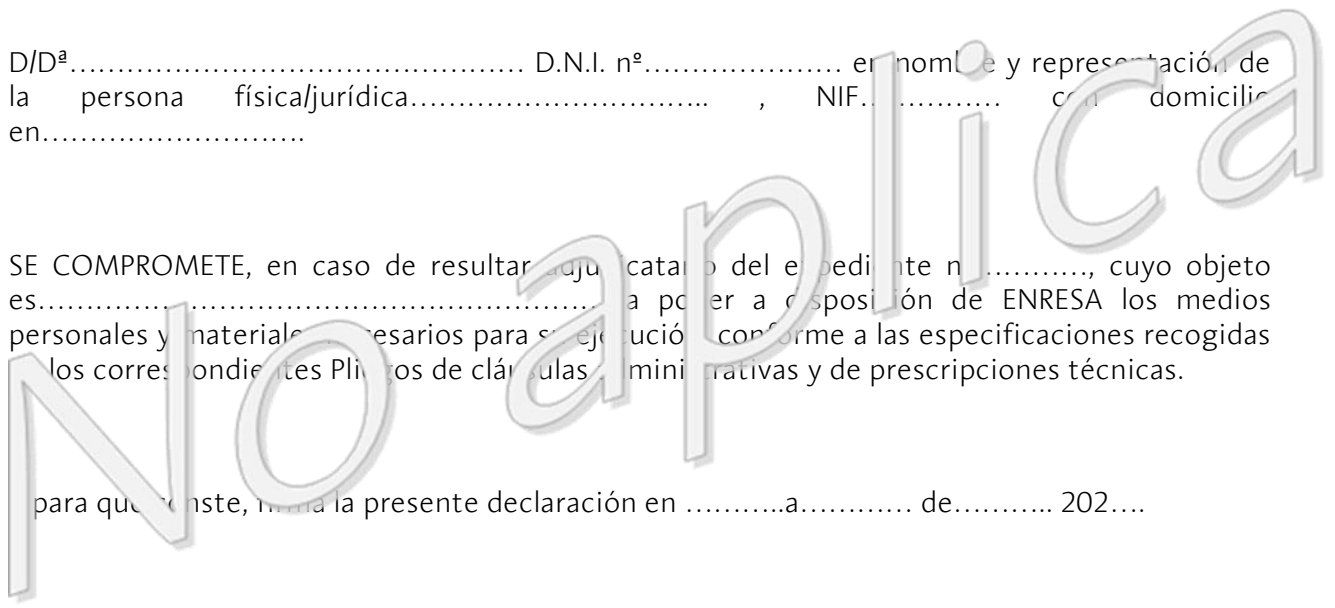 D/Dª………………………………………… D.N.I. nº………………… en nombre y representación de
la persona física/jurídica………………………….. , NIF…………… con domicilio
en……………………….
SE COMPROMETE, en caso de resultar adjudicatario del expediente nº…………, cuyo objeto
es…………………………………………………… a poner a disposición de ENRESA los medios
personales y materiales necesarios para su ejecución, conforme a las especificaciones recogidas
los correspondientes Pliegos de cláusulas administrativas y de prescripciones técnicas.
para que conste, firma la presente declaración en ………..a………… de……….. 202….
No aplica